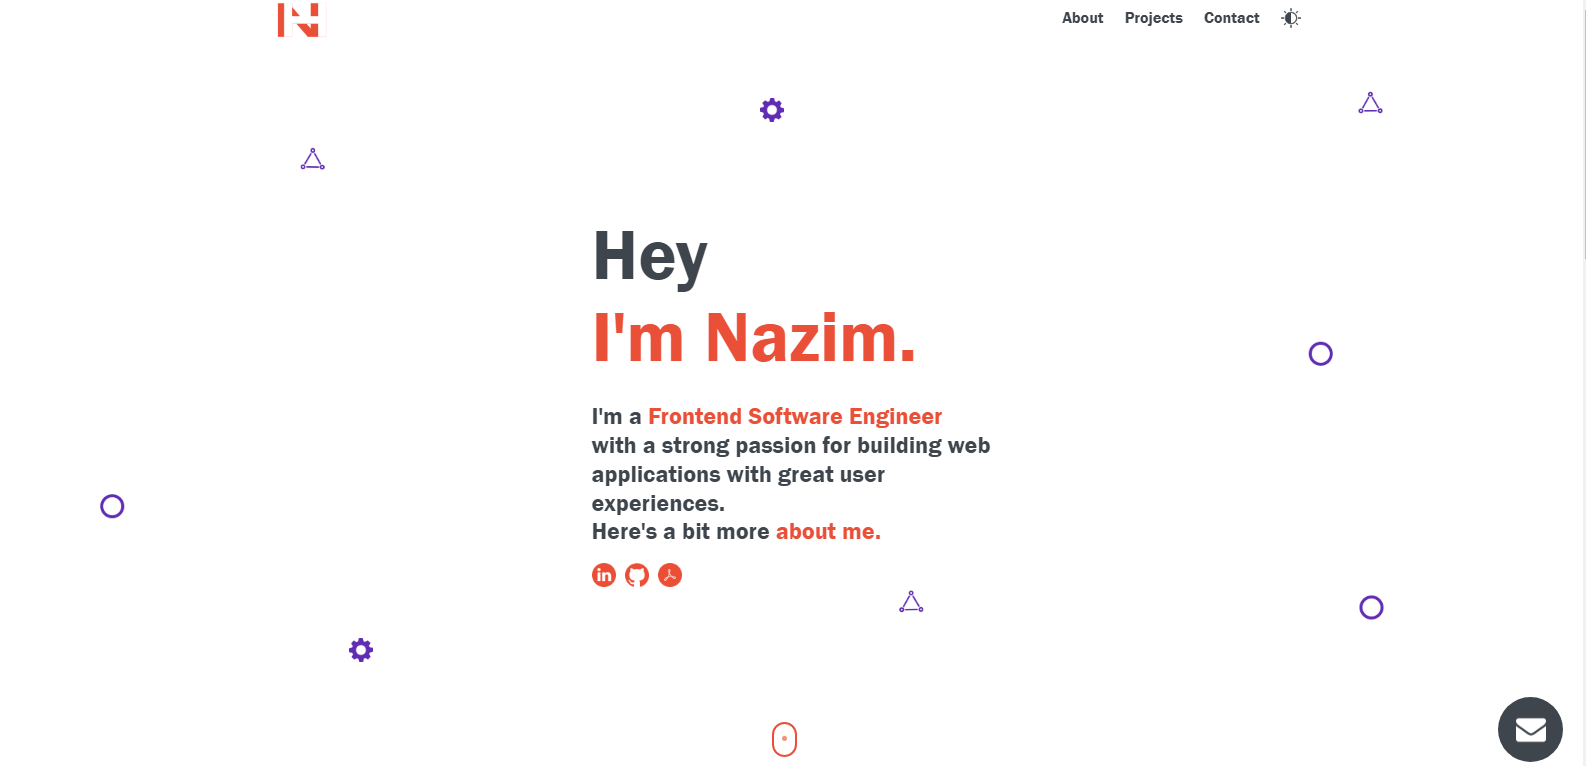 N
About Projects Contact
Hey
I'm Nazim.
I'm a Frontend Software Engineer
with a strong passion for building web
applications with great user
experiences.
Here's a bit more about me.
in